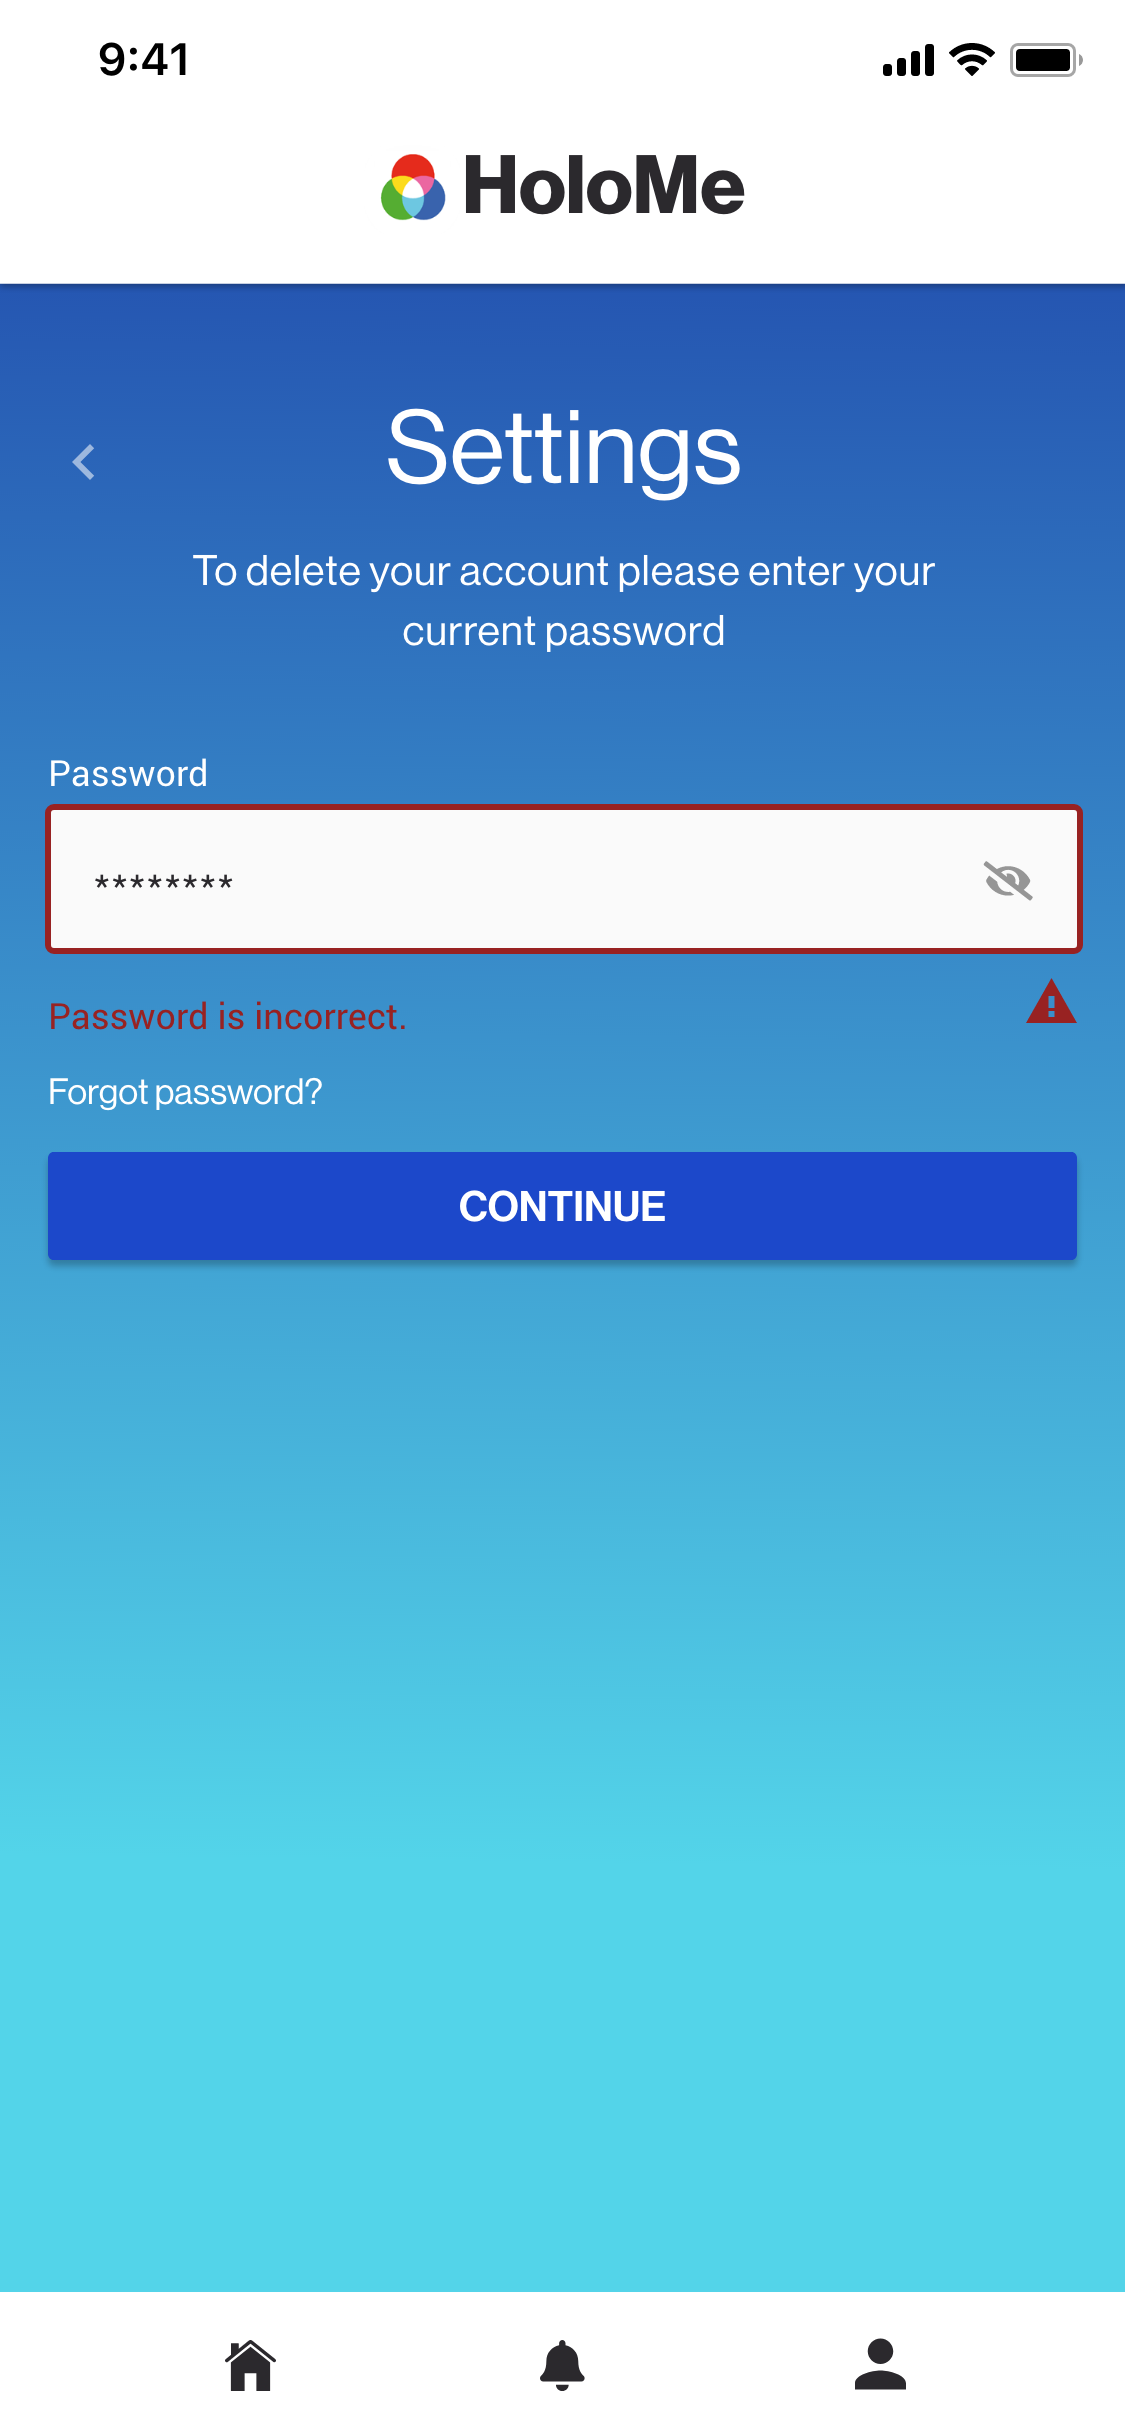 9:41
HoloMe
Settings
To delete your account please enter your
current password
Password
********
Password is incorrect.
Forgot password?
CONTINUE